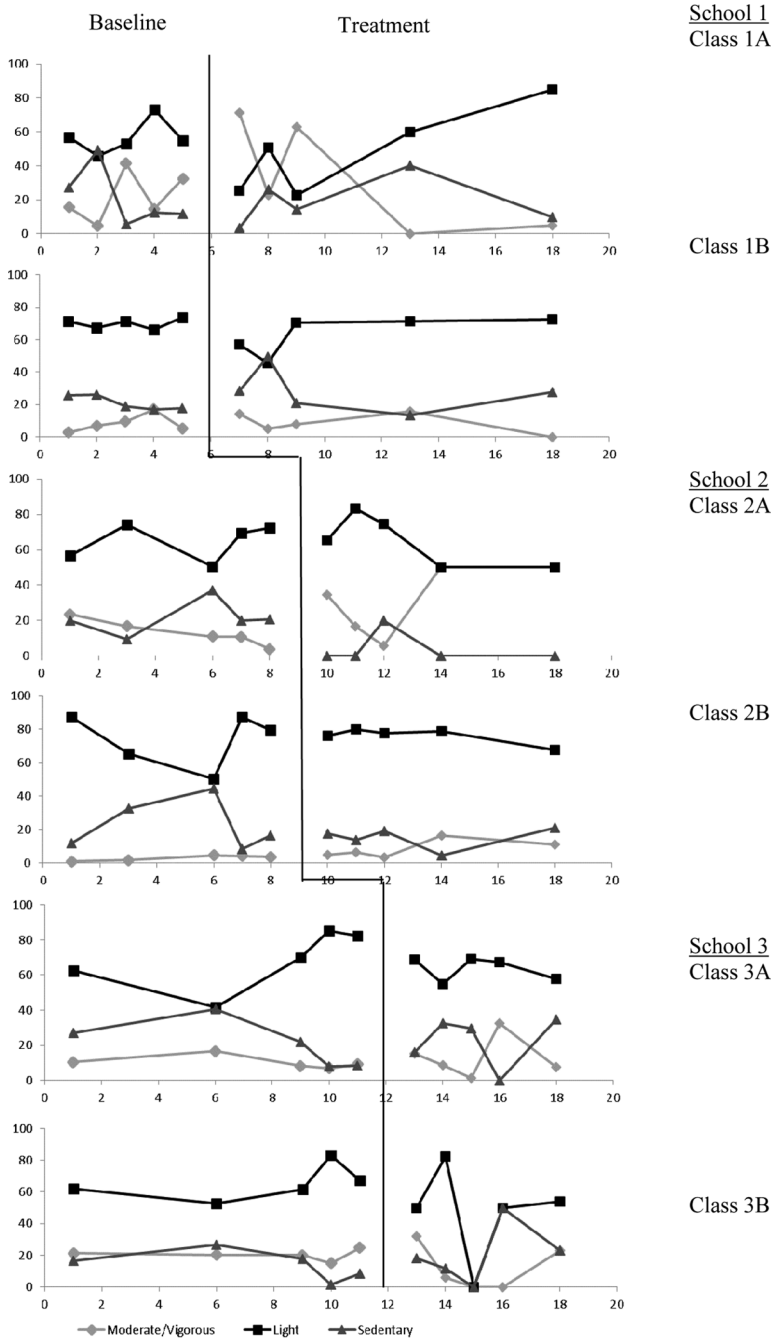 Baseline Treatment School 1
Class 1A
100
80
60
40
20
0
0 2 4 6 8 10 12 14 16 18 20
Class 1B
100
80
60
40
20
0
0 2 4 6 8 10 12 14 16 18 20
School 2
Class 2A
100
80
60
40
20
0
0 2 4 6 8 10 12 14 16 18 20
Class 2B
100
80
60
40
20
0
0 2 4 6 8 10 12 14 16 18 20
School 3
Class 3A
100
80
60
40
20
0
0 2 4 6 8 10 12 14 16 18 20
Class 3B
100
80
60
40
20
0
0 2 4 6 8 10 12 14 16 18 20
Moderate/Vigorous Light Sedentary